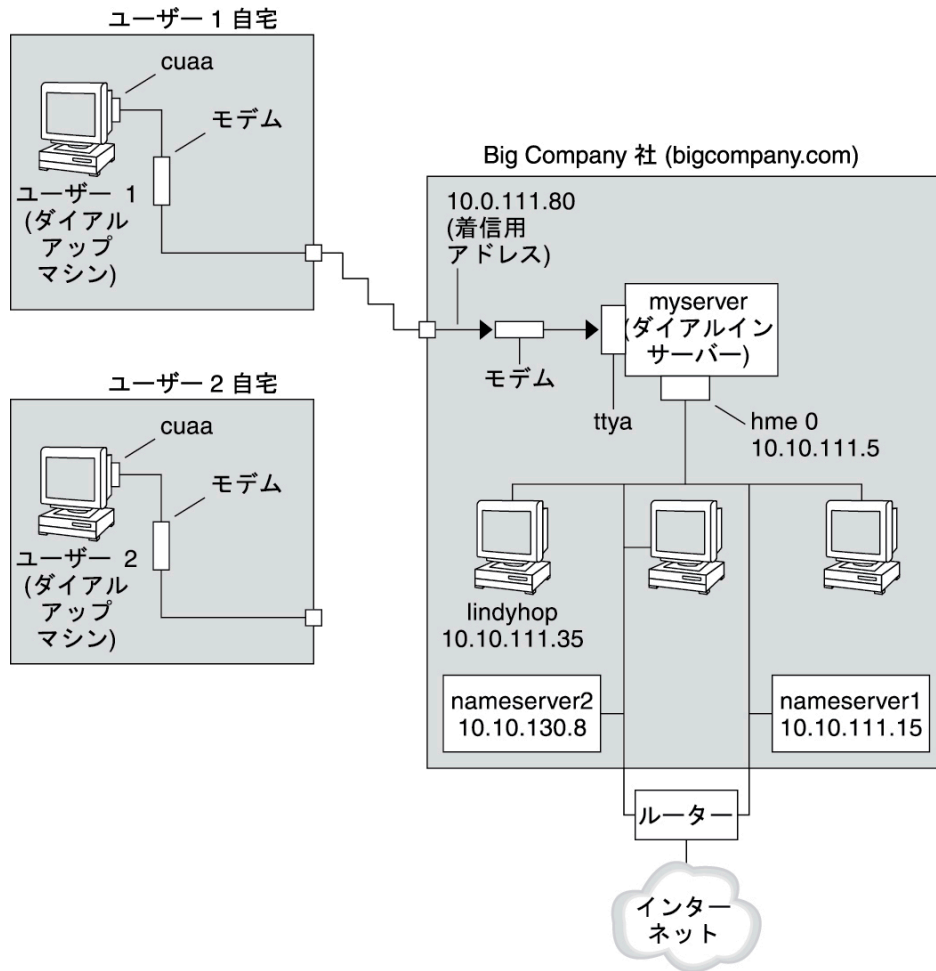 ユーザー 1 自宅
cuaa
モデム
ユーザー 1
(ダイアル
アップ
マシン)
ユーザー 2 自宅
cuaa
モデム
ユーザー 2
(ダイアル
アップ
マシン)
Big Company 社 (bigcompany.com)
10.0.111.80
(着信用
アドレス)
myserver
(ダイアルイン
サーバー)
モデム
ttya
hme 0
10.10.111.5
lindyhop
10.10.111.35
nameserver2
10.10.130.8
nameserver1
10.10.111.15
ルーター
インター
ネット